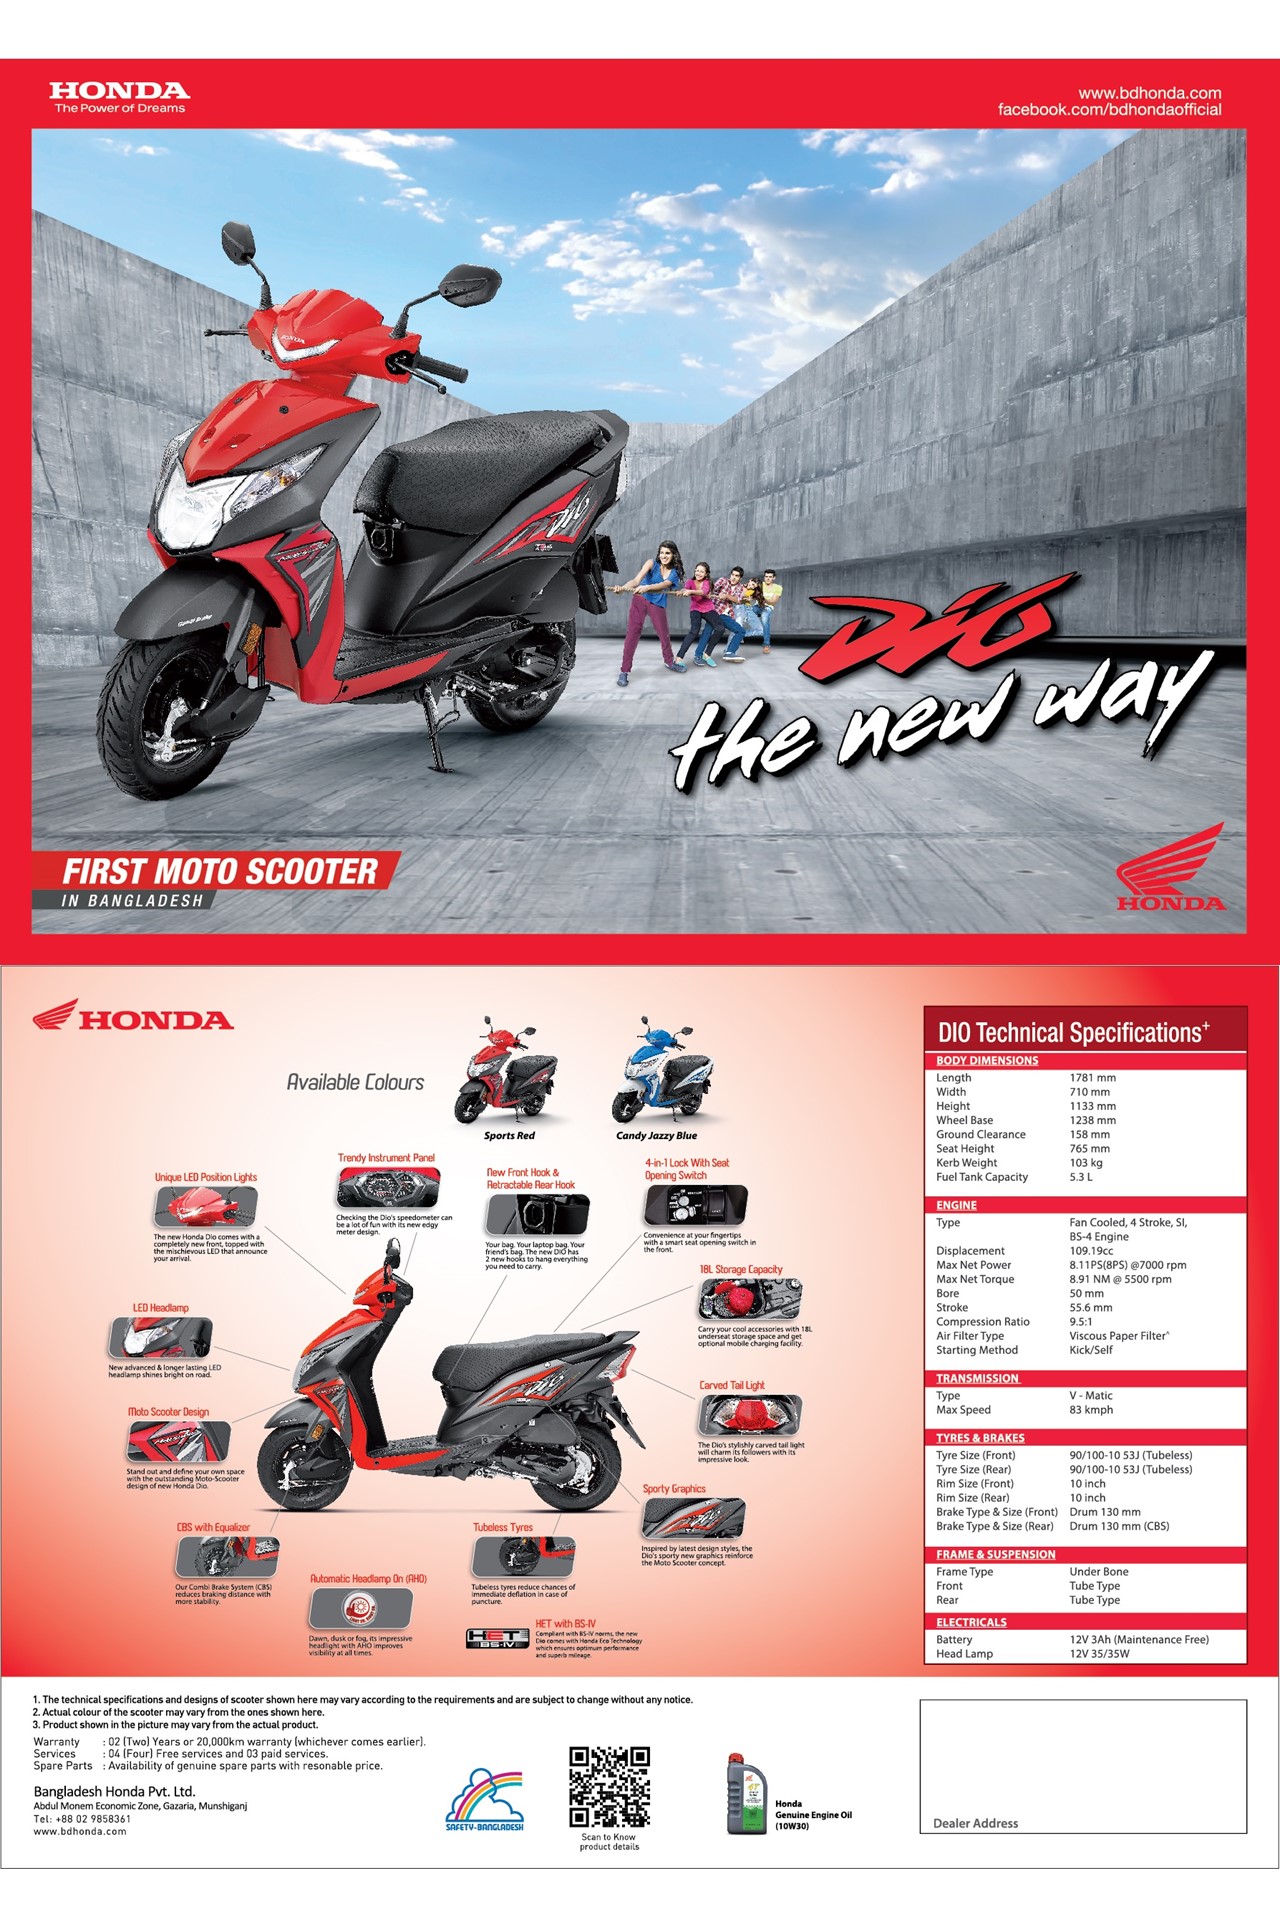 HONDA
The Power of Dreams
www.bdhonda.com
facebook.com/bdhondaofficial
HONDA
DIO
DIO
the new way
FIRST MOTO SCOOTER
IN BANGLADESH
HONDA
HONDA
Available Colours
Sports Red
Candy Jazzy Blue
Unique LED Position Lights
The new Honda Dio comes with a
completely new front, topped with
the mischievous LED that announce
your arrival.
Trendy Instrument Panel
Checking the Dio's speedometer can
be a lot of fun with its new edgy
meter design.
New Front Hook &
Retractable Rear Hook
Your bag. Your laptop bag. Your
friend's bag. The new DIO has
2 new hooks to hang everything
you need to carry.
4-in-1 Lock With Seat
Opening Switch
Convenience at your fingertips
with a smart seat opening switch in
the front.
18L Storage Capacity
Carry your cool accessories with 18L
underseat storage space and get
optional mobile charging facility.
LED Headlamp
New advanced & longer lasting LED
headlamp shines bright on road.
Carved Tail Light
The Dio's stylishly carved tail light
will charm its followers with its
impressive look.
Moto Scooter Design
Stand out and define your own space
with the outstanding Moto-Scooter
design of new Honda Dio.
Sporty Graphics
Inspired by latest design styles, the
Dio's sporty new graphics reinforce
the Moto Scooter concept.
CBS with Equalizer
Our Combi Brake System (CBS)
reduces braking distance with
more stability.
Tubeless Tyres
Tubeless tyres reduce chances of
immediate deflation in case of
puncture.
Automatic Headlamp On (AHO)
Dawn, dusk or fog, its impressive
headlight with AHO improves
visibility at all times.
HET
BS-IV
HET with BS-IV
Compliant with BS-IV norms, the new
Dio comes with Honda Eco Technology
which ensures optimum performance
and superb mileage.
DIO Technical Specifications+
BODY DIMENSIONS
Length 1781 mm
Width 710 mm
Height 1133 mm
Wheel Base 1238 mm
Ground Clearance 158 mm
Seat Height 765 mm
Kerb Weight 103 kg
Fuel Tank Capacity 5.3 L
ENGINE
Type Fan Cooled, 4 Stroke, SI,
BS-4 Engine
Displacement 109.19cc
Max Net Power 8.11PS(8PS) @7000 rpm
Max Net Torque 8.91 NM @ 5500 rpm
Bore 50 mm
Stroke 55.6 mm
Compression Ratio 9.5:1
Air Filter Type Viscous Paper Filter^
Starting Method Kick/Self
TRANSMISSION
Type V - Matic
Max Speed 83 kmph
TYRES & BRAKES
Tyre Size (Front) 90/100-10 53J (Tubeless)
Tyre Size (Rear) 90/100-10 53J (Tubeless)
Rim Size (Front) 10 inch
Rim Size (Rear) 10 inch
Brake Type & Size (Front) Drum 130 mm
Brake Type & Size (Rear) Drum 130 mm (CBS)
FRAME & SUSPENSION
Frame Type Under Bone
Front Tube Type
Rear Tube Type
ELECTRICALS
Battery 12V 3Ah (Maintenance Free)
Head Lamp 12V 35/35W
1. The technical specifications and designs of scooter shown here may vary according to the requirements and are subject to change without any notice.
2. Actual colour of the scooter may vary from the ones shown here.
3. Product shown in the picture may vary from the actual product.
Warranty : 02 (Two) Years or 20,000km warranty (whichever comes earlier).
Services : 04 (Four) Free services and 03 paid services.
Spare Parts : Availability of genuine spare parts with resonable price.
Bangladesh Honda Pvt. Ltd.
Abdul Monem Economic Zone, Gazaria, Munshiganj
Tel: +88 02 9858361
www.bdhonda.com
SAFETY-BANGLADESH
Scan to Know
product details
Honda
Genuine Engine Oil
(10W30)
Dealer Address